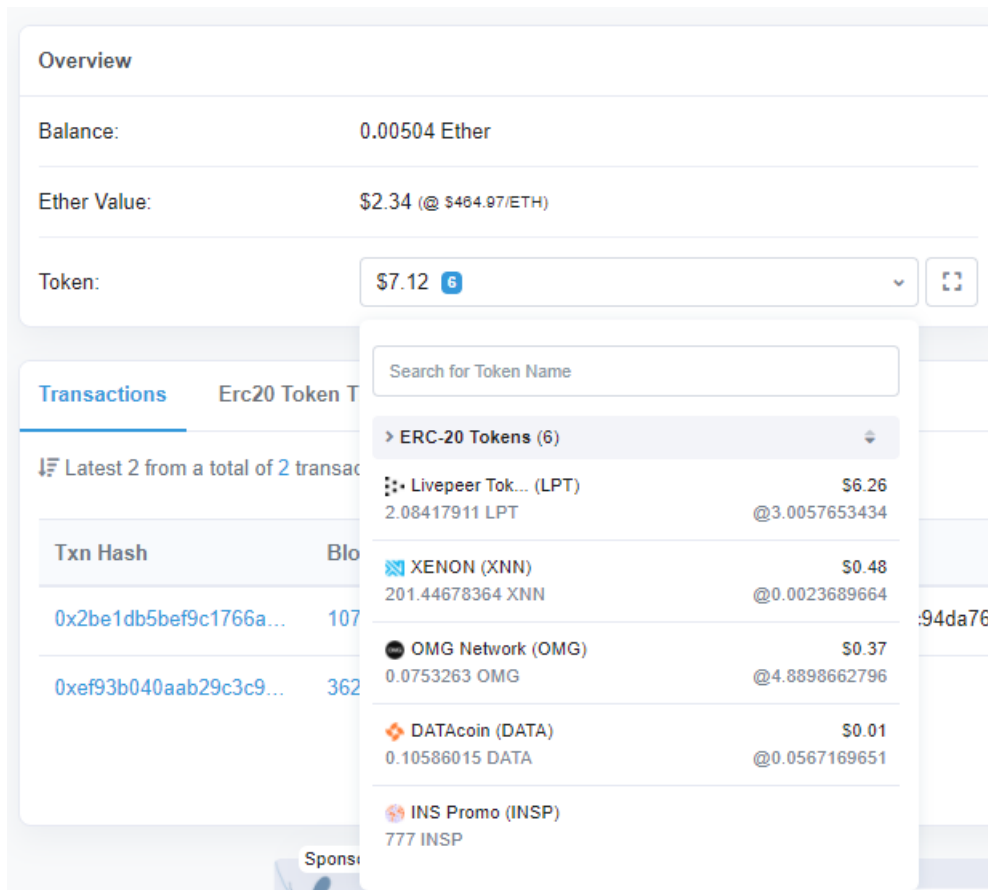 Overview
Balance:
0.00504 Ether
Ether Value:
$2.34 (@ $464.97/ETH)
Token:
$7.12 6
Search for Token Name
Transactions
Erc20 Token T
ERC-20 Tokens (6)
Latest 2 from a total of 2 transac
Livepeer Tok... (LPT) $6.26
2.08417911 LPT @3.0057653434
Txn Hash
Blo
XENON (XNN) $0.48
201.44678364 XNN @0.0023689664
0x2be1db5bef9c1766a... 107
:94da76
OMG Network (OMG) $0.37
0.0753263 OMG @4.8898662796
0xef93b040aab29c3c9... 362
DATAcoin (DATA) $0.01
0.10586015 DATA @0.0567169651
INS Promo (INSP)
777 INSP
Sponso